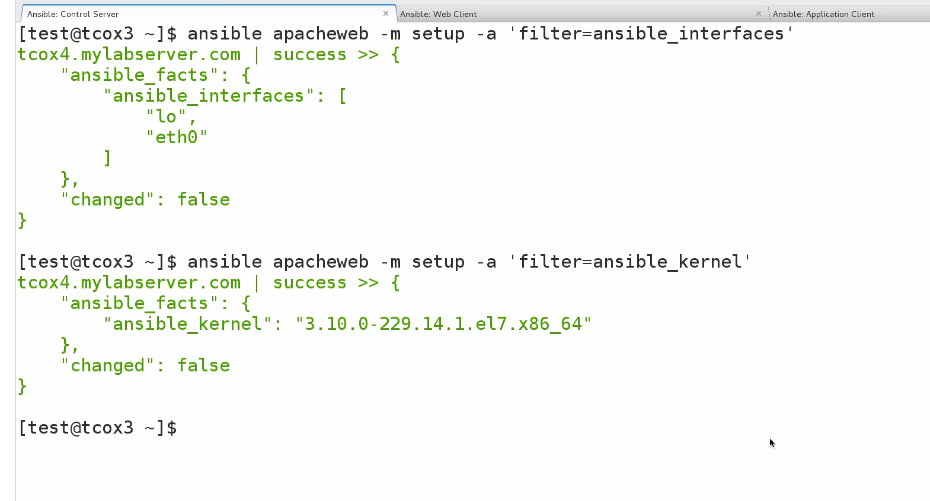 Ansible: Control Server × Ansible: Web Client × Ansible: Application Client
[test@tcox3 ~]$ ansible apacheweb -m setup -a 'filter=ansible_interfaces'
tcox4.mylabserver.com | success >> {
    "ansible_facts": {
        "ansible_interfaces": [
            "lo",
            "eth0"
        ]
    },
    "changed": false
}
[test@tcox3 ~]$ ansible apacheweb -m setup -a 'filter=ansible_kernel'
tcox4.mylabserver.com | success >> {
    "ansible_facts": {
        "ansible_kernel": "3.10.0-229.14.1.el7.x86_64"
    },
    "changed": false
}
[test@tcox3 ~]$